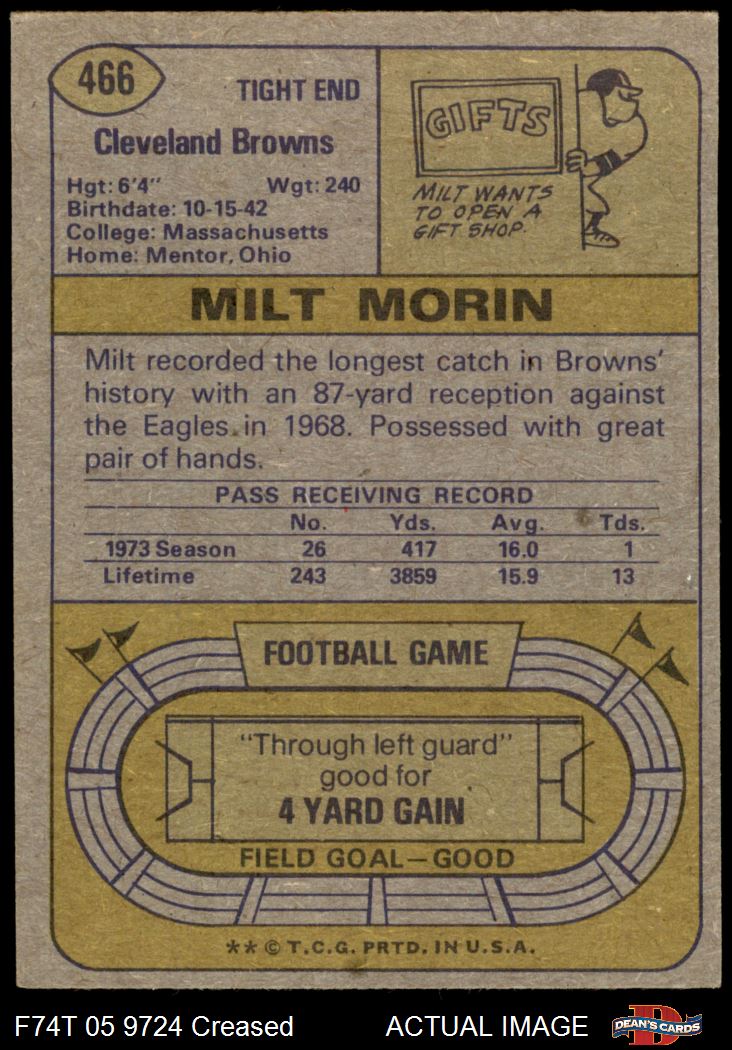 466
TIGHT END
Cleveland Browns
Hgt: 6'4" Wgt: 240
Birthdate: 10-15-42
College: Massachusetts
Home: Mentor, Ohio
GIFTS
MILT WANTS
TO OPEN A
GIFT SHOP.
MILT MORIN
Milt recorded the longest catch in Browns'
history with an 87-yard reception against
the Eagles in 1968. Possessed with great
pair of hands.
PASS RECEIVING RECORD
No. Yds. Avg. Tds.
1973 Season 26 417 16.0 1
Lifetime 243 3859 15.9 13
FOOTBALL GAME
"Through left guard"
good for
4 YARD GAIN
FIELD GOAL—GOOD
** © T.C.G. PRTD. IN U.S.A.
F74T 05 9724 Creased ACTUAL IMAGE
D
DEAN'S CARDS